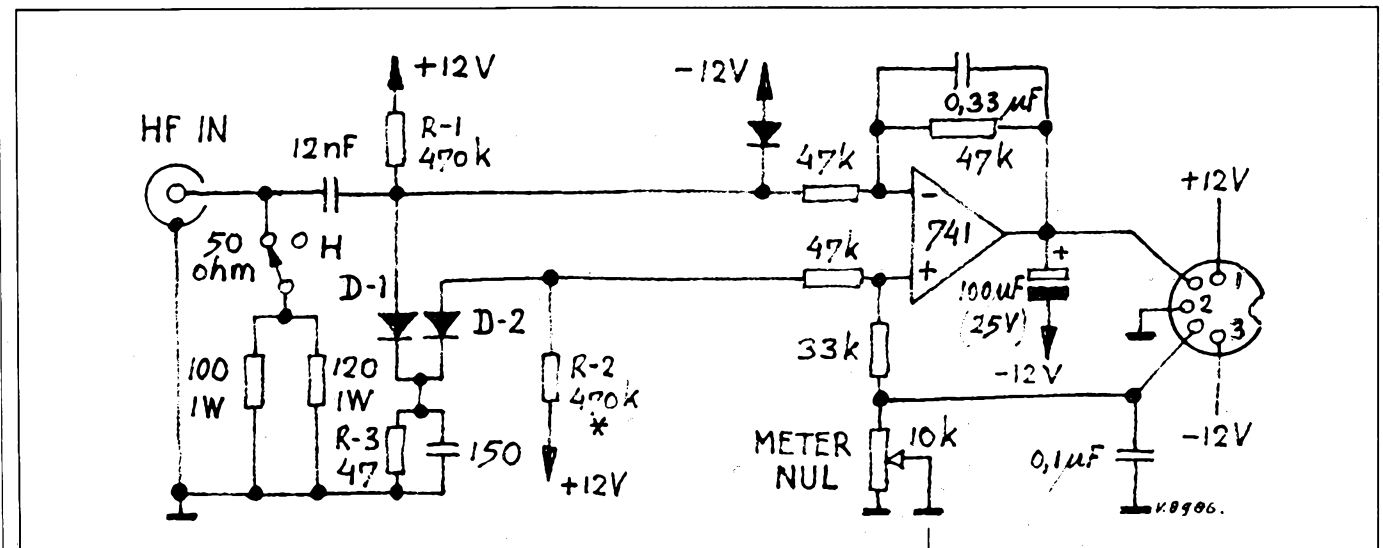 +12V
-12V
HF IN
12nF
R-1
470k
0,33 µF
47k
47k
+12V
50
ohm
H
-
741
+
47k
D-1
D-2
+
100µF
(25V)
-12V
1
2
3
-12V
100
1W
120
1W
R-2
470k
*
+12V
33k
R-3
47
150
METER
NUL
10k
0,1µF
V.8986.